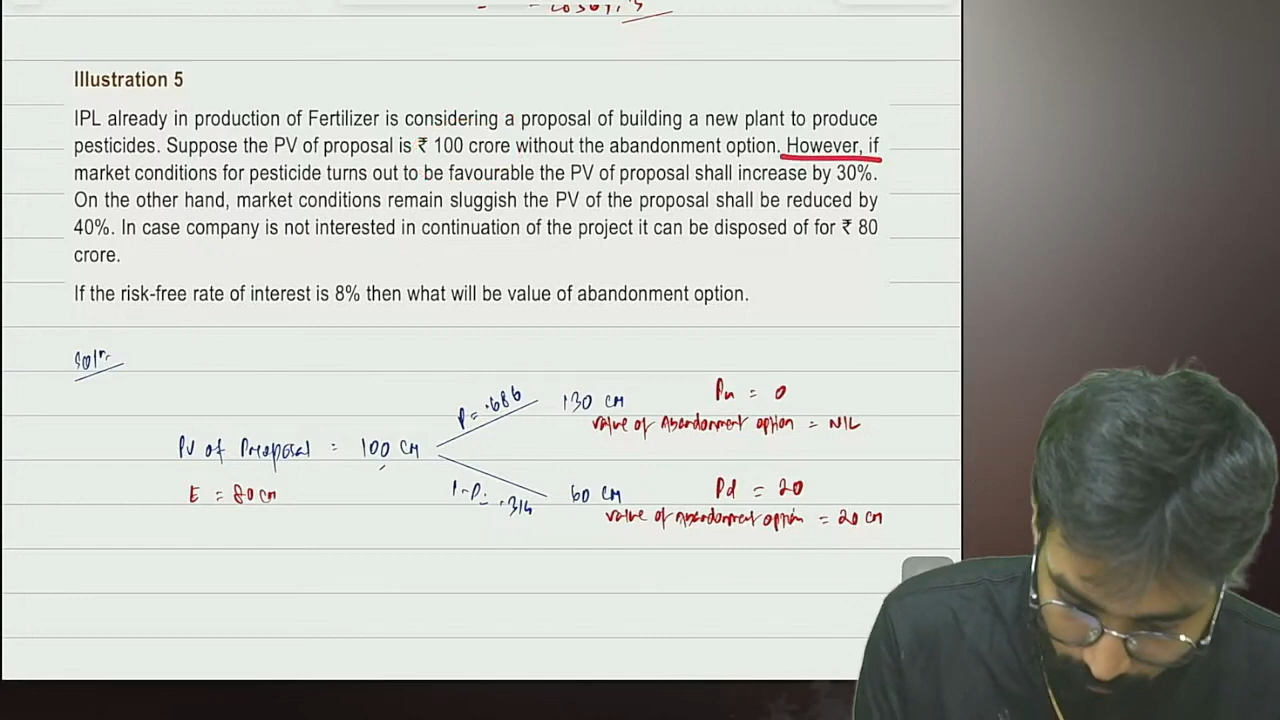 Illustration 5
IPL already in production of Fertilizer is considering a proposal of building a new plant to produce
pesticides. Suppose the PV of proposal is ₹ 100 crore without the abandonment option. However, if
market conditions for pesticide turns out to be favourable the PV of proposal shall increase by 30%.
On the other hand, market conditions remain sluggish the PV of the proposal shall be reduced by
40%. In case company is not interested in continuation of the project it can be disposed of for ₹ 80
crore.
If the risk-free rate of interest is 8% then what will be value of abandonment option.
Soln.
P = .686 130 cr Pu = 0
value of Abandonment option = NIL
PV of Proposal = 100 cr
E = 80 cr
1-P = .314 60 cr Pd = 20
value of Abandonment option = 20 cr